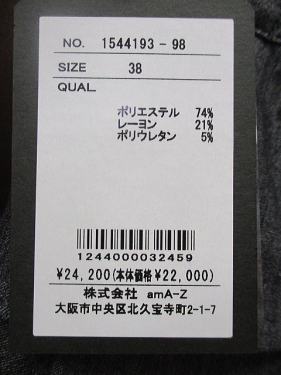 NO. 1544193-98
SIZE 38
QUAL.
ポリエステル 74%
レーヨン 21%
ポリウレタン 5%
1244000032459
¥24,200(本体価格¥22,000)
株式会社 amA-Z
大阪市中央区北久宝寺町2-1-7